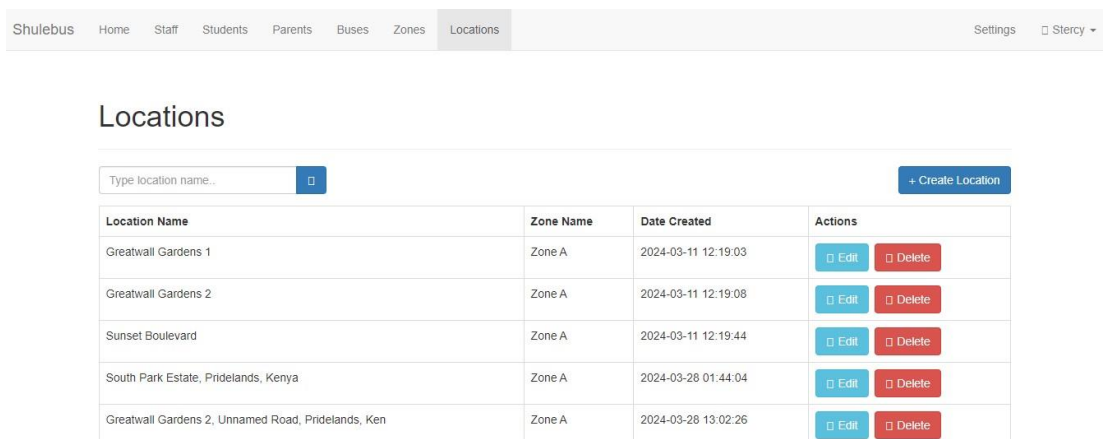 Shulebus Home Staff Students Parents Buses Zones Locations Settings Stercy
Locations
Type location name..
+ Create Location
Location Name Zone Name Date Created Actions
Greatwall Gardens 1 Zone A 2024-03-11 12:19:03 Edit Delete
Greatwall Gardens 2 Zone A 2024-03-11 12:19:08 Edit Delete
Sunset Boulevard Zone A 2024-03-11 12:19:44 Edit Delete
South Park Estate, Pridelands, Kenya Zone A 2024-03-28 01:44:04 Edit Delete
Greatwall Gardens 2, Unnamed Road, Pridelands, Ken Zone A 2024-03-28 13:02:26 Edit Delete